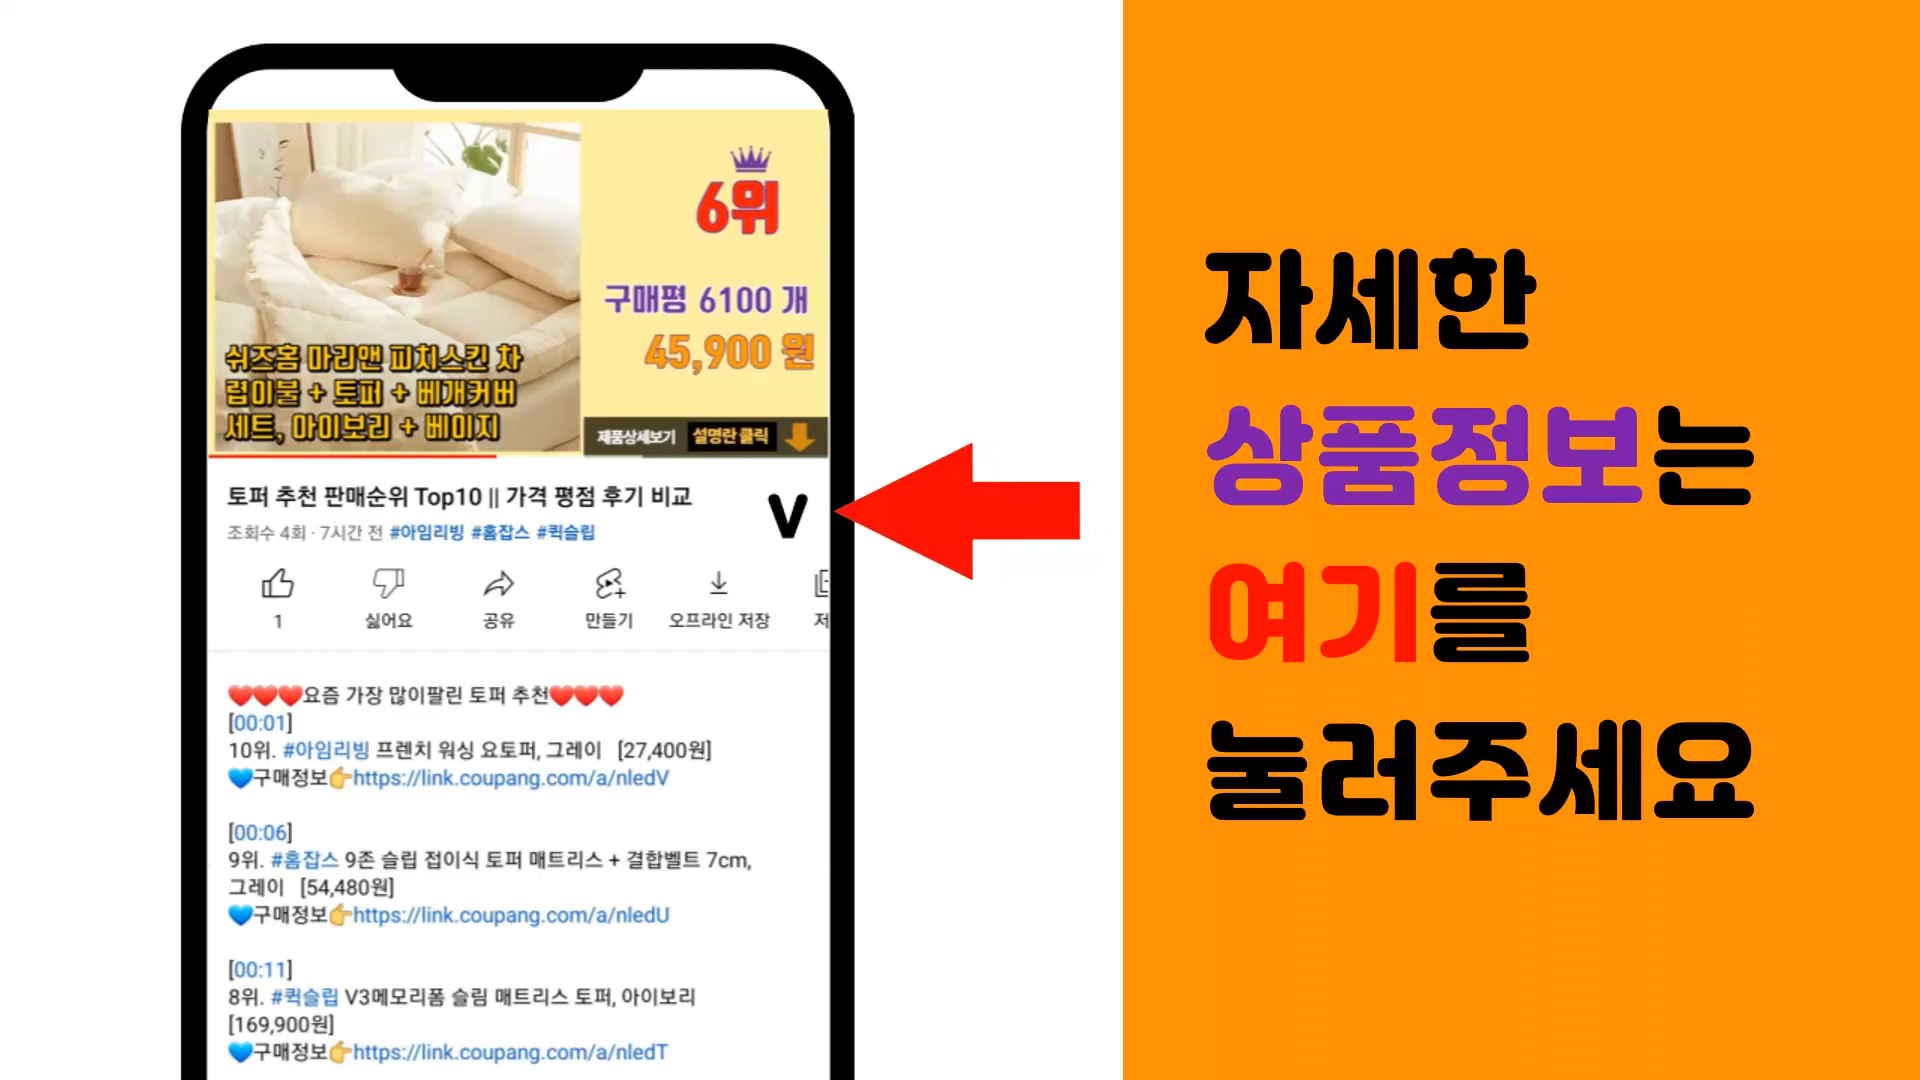 6위
구매평 6100 개
45,900 원
쉬즈홈 마리앤 피치스킨 차
렵이불 + 토퍼 + 베개커버
세트, 아이보리 + 베이지
제품상세보기 설명란 클릭
토퍼 추천 판매순위 Top10 || 가격 평점 후기 비교
V
조회수 4회 · 7시간 전 #아임리빙 #홈잡스 #퀵슬립
1 싫어요 공유 만들기 오프라인 저장 저
❤️❤️❤️요즘 가장 많이팔린 토퍼 추천❤️❤️❤️
[00:01]
10위. #아임리빙 프렌치 워싱 요토퍼, 그레이 [27,400원]
💙구매정보👉https://link.coupang.com/a/nledV
[00:06]
9위. #홈잡스 9존 슬립 접이식 토퍼 매트리스 + 결합벨트 7cm,
그레이 [54,480원]
💙구매정보👉https://link.coupang.com/a/nledU
[00:11]
8위. #퀵슬립 V3메모리폼 슬림 매트리스 토퍼, 아이보리
[169,900원]
💙구매정보👉https://link.coupang.com/a/nledT
자세한
상품정보는
여기를
눌러주세요